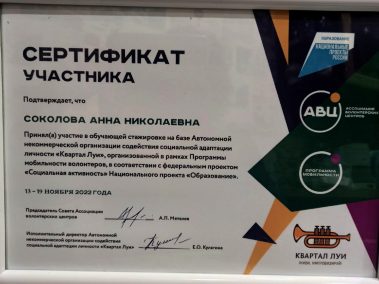 СЕРТИФИКАТ
УЧАСТНИКА
Подтверждает, что
СОКОЛОВА АННА НИКОЛАЕВНА
Принял(а) участие в обучающей стажировке на базе Автономной
некоммерческой организации содействия социальной адаптации
личности «Квартал Луи», организованной в рамках Программы
мобильности волонтеров, в соответствии с федеральным проектом
«Социальная активность» Национального проекта «Образование».
13 – 19 НОЯБРЯ 2022 ГОДА
Председатель Совета Ассоциации
волонтерских центров
А.П. Метелев
Исполнительный директор Автономной
некоммерческой организации содействия
социальной адаптации личности «Квартал Луи»
Е.О. Кулагова
ОБРАЗОВАНИЕ
НАЦИОНАЛЬНЫЕ
ПРОЕКТЫ
РОССИИ
АВЦ
АССОЦИАЦИЯ
ВОЛОНТЕРСКИХ
ЦЕНТРОВ
ПРОГРАММА
МОБИЛЬНОСТИ
КВАРТАЛ ЛУИ